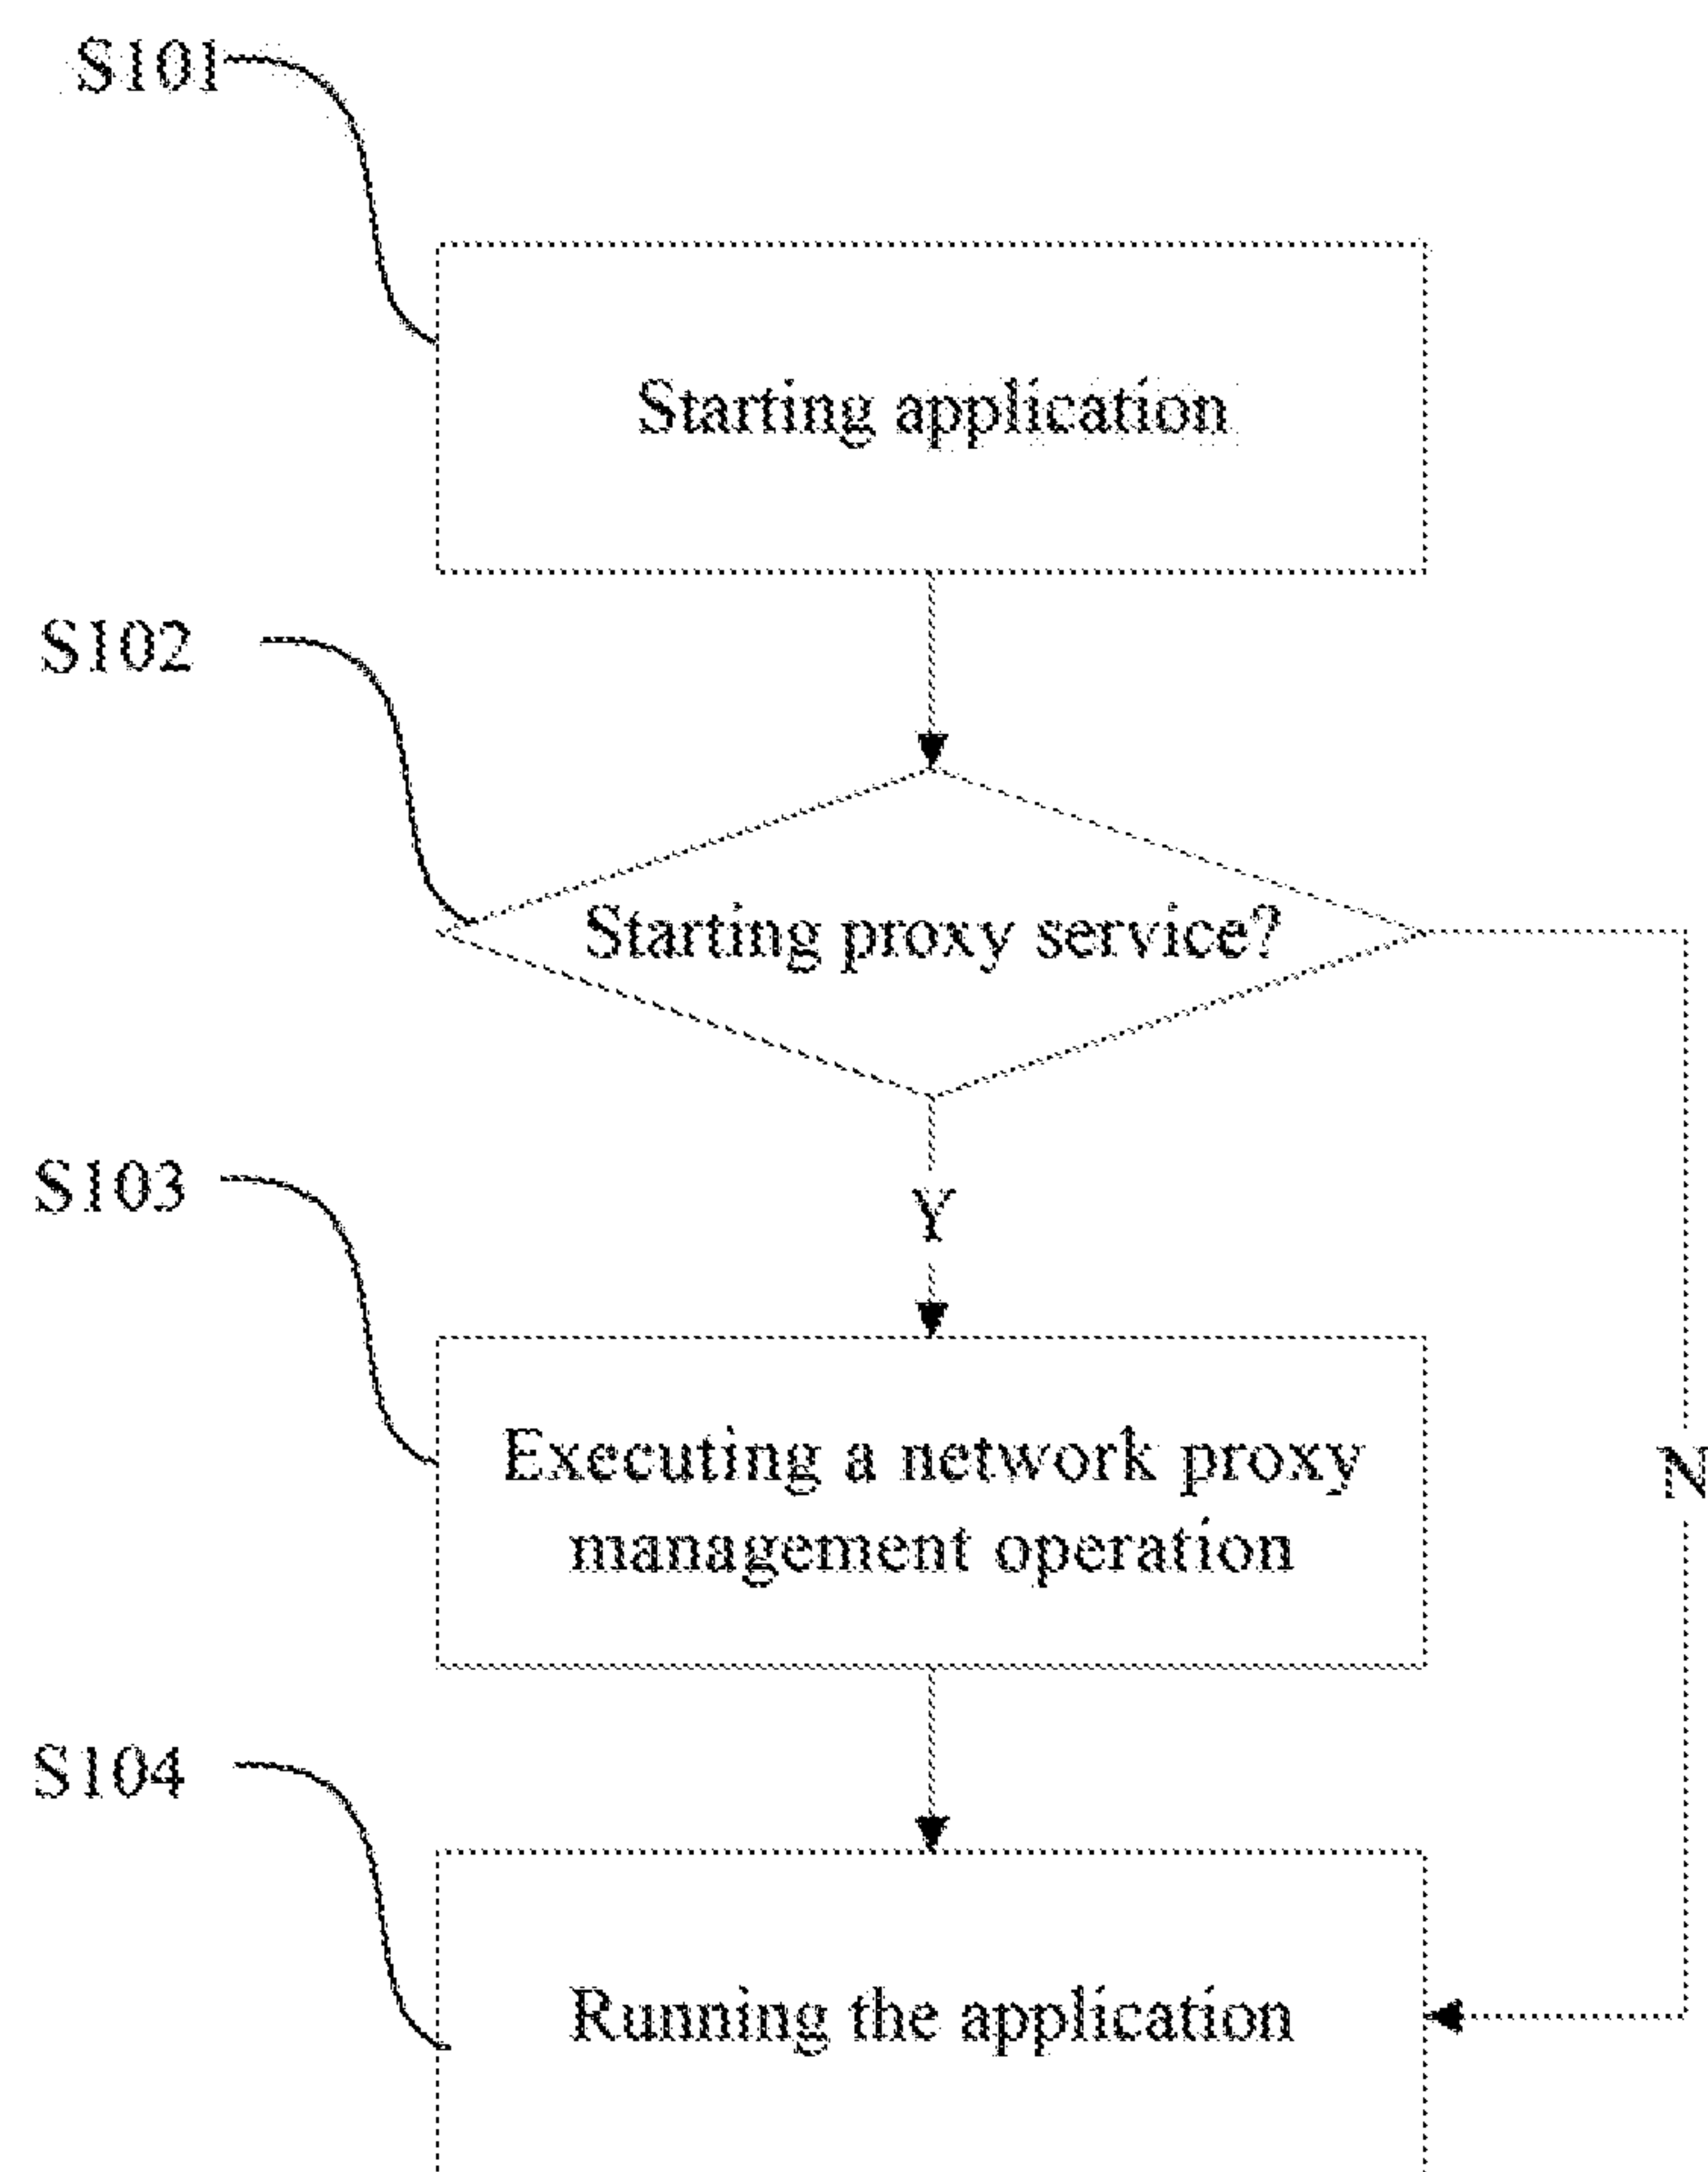 S101
Starting application
S102
Starting proxy service?
Y
S103
Executing a network proxy
management operation
N
S104
Running the application